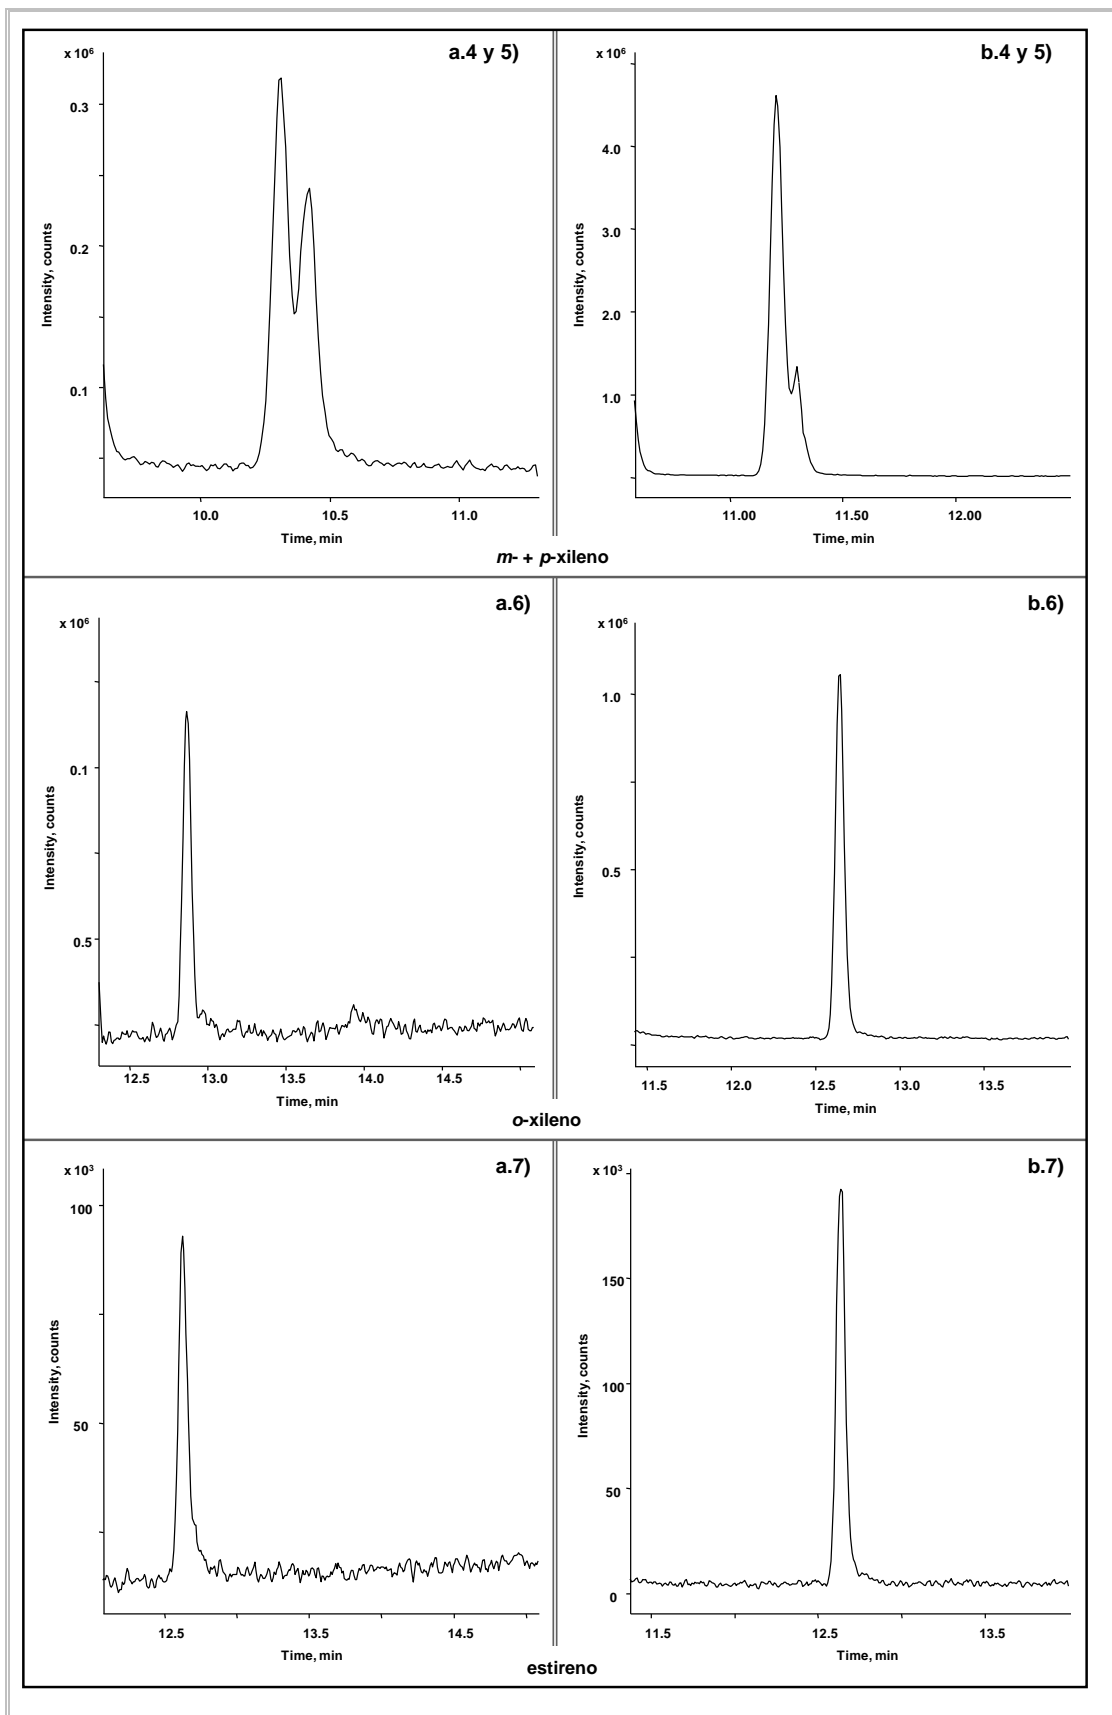 x 10⁶
a.4 y 5)
0.3
0.2
0.1
Intensity, counts
10.0 10.5 11.0
Time, min
x 10⁶
b.4 y 5)
4.0
3.0
2.0
1.0
Intensity, counts
11.00 11.50 12.00
Time, min
m- + p-xileno
x 10⁶
a.6)
0.1
0.5
Intensity, counts
12.5 13.0 13.5 14.0 14.5
Time, min
x 10⁶
b.6)
1.0
0.5
Intensity, counts
11.5 12.0 12.5 13.0 13.5
Time, min
o-xileno
x 10³
a.7)
100
50
Intensity, counts
12.5 13.5 14.5
Time, min
x 10³
b.7)
150
100
50
0
Intensity, counts
11.5 12.5 13.5
Time, min
estireno